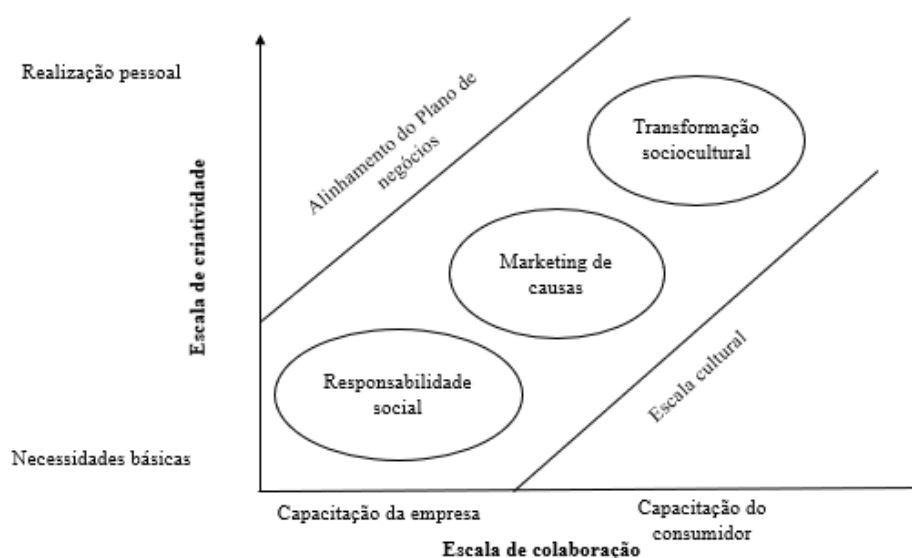 Realização pessoal
Alinhamento do Plano de
negócios
Transformação
sociocultural
Escala de criatividade
Marketing de
causas
Escala cultural
Responsabilidade
social
Necessidades básicas
Capacitação da empresa
Capacitação do
consumidor
Escala de colaboração